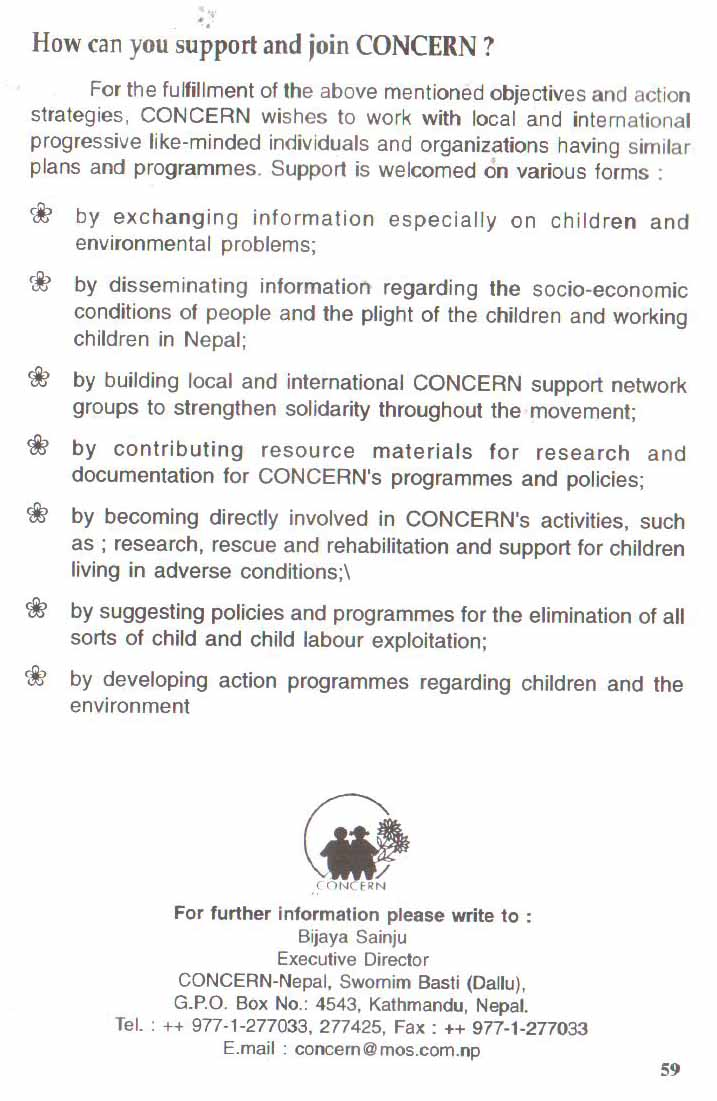 How can you support and join CONCERN ?
For the fulfillment of the above mentioned objectives and action
strategies, CONCERN wishes to work with local and international
progressive like-minded individuals and organizations having similar
plans and programmes. Support is welcomed on various forms :
by exchanging information especially on children and
environmental problems;
by disseminating information regarding the socio-economic
conditions of people and the plight of the children and working
children in Nepal;
by building local and international CONCERN support network
groups to strengthen solidarity throughout the movement;
by contributing resource materials for research and
documentation for CONCERN's programmes and policies;
by becoming directly involved in CONCERN's activities, such
as ; research, rescue and rehabilitation and support for children
living in adverse conditions;\
by suggesting policies and programmes for the elimination of all
sorts of child and child labour exploitation;
by developing action programmes regarding children and the
environment
CONCERN
For further information please write to :
Bijaya Sainju
Executive Director
CONCERN-Nepal, Swornim Basti (Dallu),
G.P.O. Box No.: 4543, Kathmandu, Nepal.
Tel. : ++ 977-1-277033, 277425, Fax : ++ 977-1-277033
E.mail : concern@mos.com.np
59